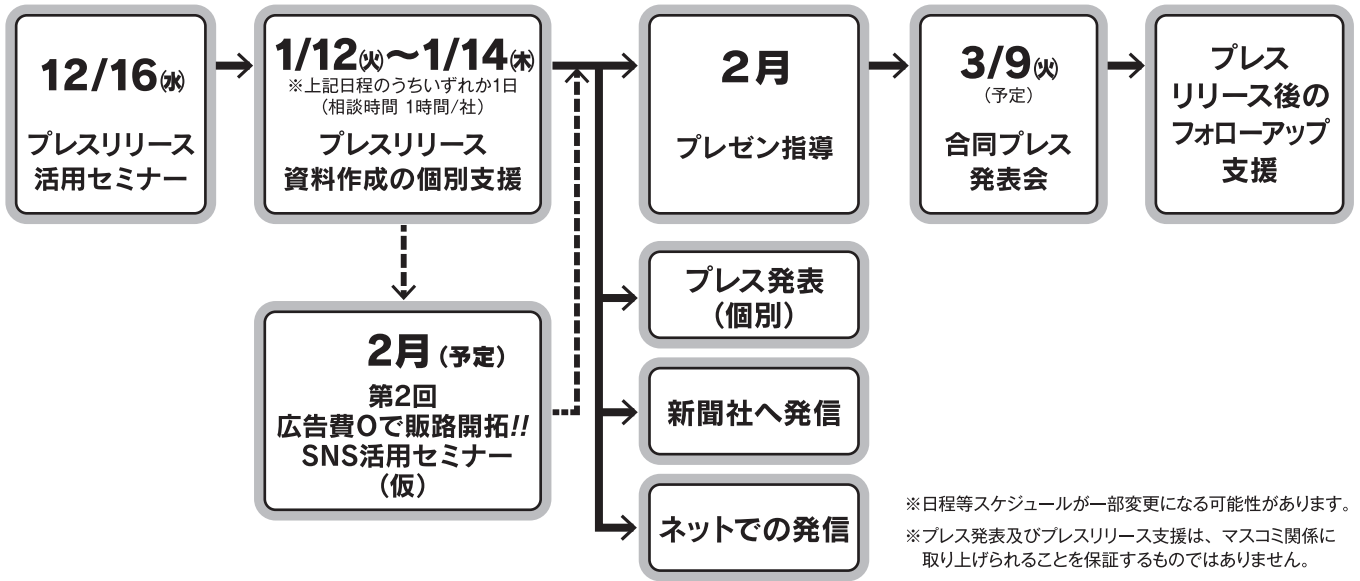 12/16㈬
プレスリリース
活用セミナー
1/12㈫～1/14㈭
※上記日程のうちいずれか1日
（相談時間 1時間/社）
プレスリリース
資料作成の個別支援
2月
プレゼン指導
3/9㈫
（予定）
合同プレス
発表会
プレス
リリース後の
フォローアップ
支援
2月（予定）
第2回
広告費0で販路開拓!!
SNS活用セミナー
（仮）
プレス発表
（個別）
新聞社へ発信
ネットでの発信
※日程等スケジュールが一部変更になる可能性があります。
※プレス発表及びプレスリリース支援は、マスコミ関係に
取り上げられることを保証するものではありません。